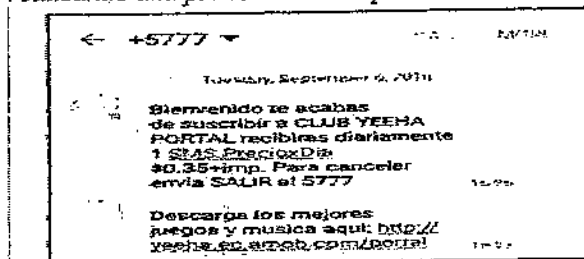 ← +5777
Tuesday, September 6, 2016
Bienvenido te acabas
de suscribir a CLUB YEEHA
PORTAL recibiras diariamente
1 SMS.PrecioxDia
$0.35+imp. Para cancelar
envia SALIR al 5777
Descarga los mejores
juegos y musica aqui: http://
yeeha.ec.amob.com/portal